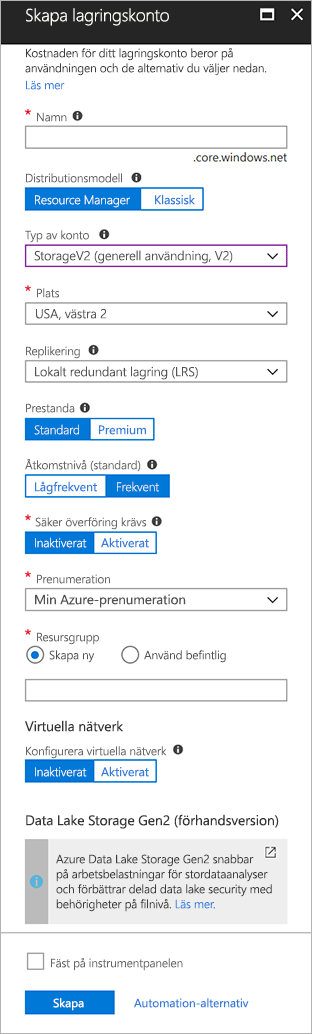 Skapa lagringskonto
Kostnaden för ditt lagringskonto beror på
användningen och de alternativ du väljer nedan.
Läs mer
* Namn
.core.windows.net
Distributionsmodell
Resource Manager Klassisk
Typ av konto
StorageV2 (generell användning, V2)
* Plats
USA, västra 2
Replikering
Lokalt redundant lagring (LRS)
Prestanda
Standard Premium
Åtkomstnivå (standard)
Lågfrekvent Frekvent
* Säker överföring krävs
Inaktiverat Aktiverat
* Prenumeration
Min Azure-prenumeration
* Resursgrupp
Skapa ny Använd befintlig
Virtuella nätverk
Konfigurera virtuella nätverk
Inaktiverat Aktiverat
Data Lake Storage Gen2 (förhandsversion)
Azure Data Lake Storage Gen2 snabbar
på arbetsbelastningar för stordataanalyser
och förbättrar delad data lake security med
behörigheter på filnivå. Läs mer.
Fäst på instrumentpanelen
Skapa Automation-alternativ